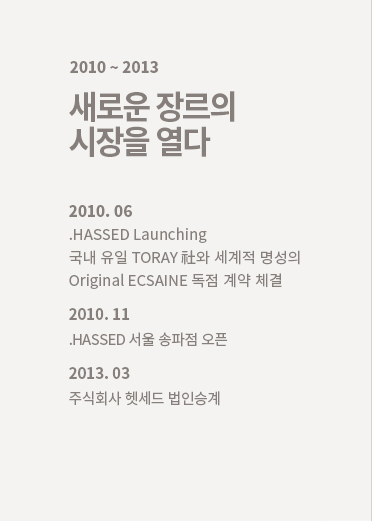 2010 ~ 2013
새로운 장르의
시장을 열다
2010. 06
.HASSED Launching
국내 유일 TORAY 社와 세계적 명성의
Original ECSAINE 독점 계약 체결
2010. 11
.HASSED 서울 송파점 오픈
2013. 03
주식회사 헷세드 법인승계